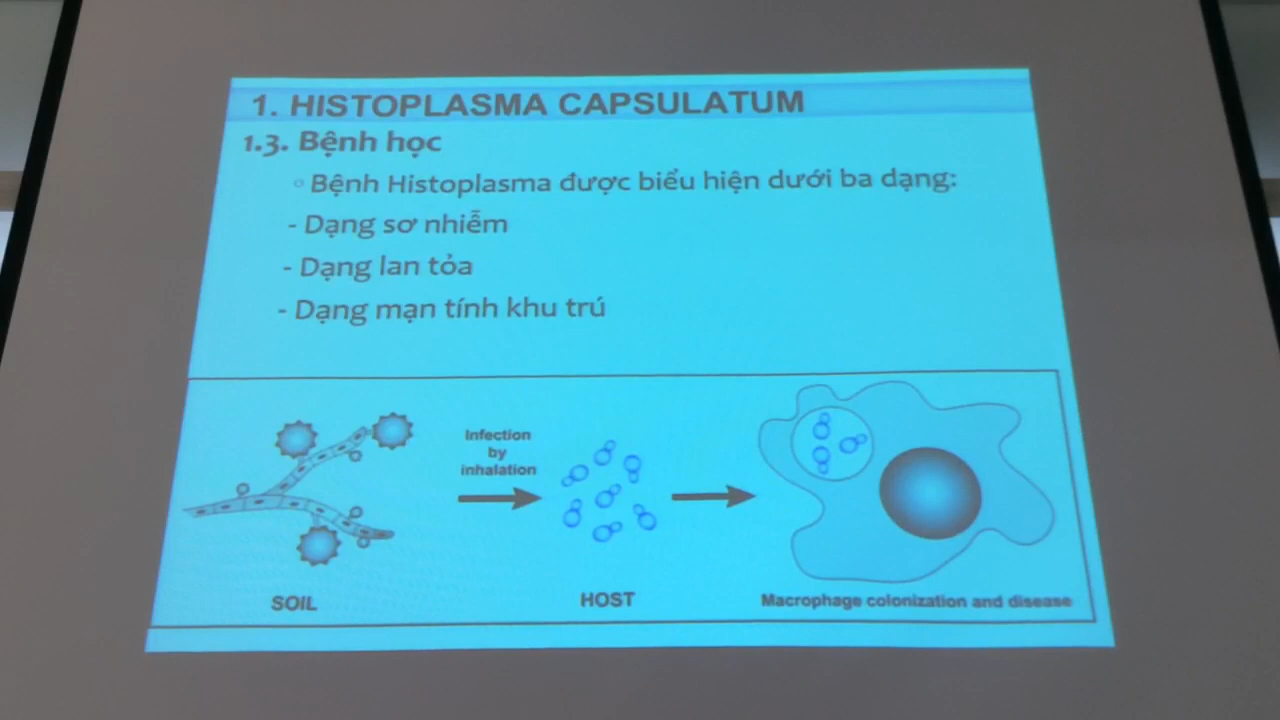 1. HISTOPLASMA CAPSULATUM
1.3. Bệnh học
◦ Bệnh Histoplasma được biểu hiện dưới ba dạng:
- Dạng sơ nhiễm
- Dạng lan tỏa
- Dạng mạn tính khu trú
Infection
by
inhalation
SOIL
HOST
Macrophage colonization and disease